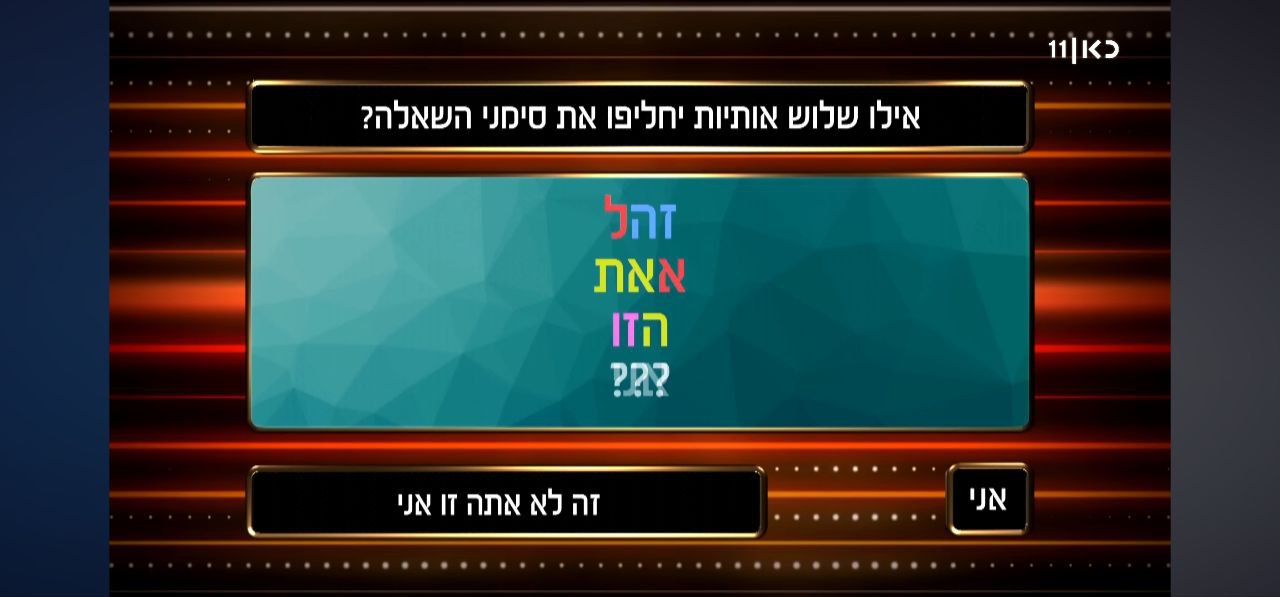 כאן|11
אילו שלוש אותיות יחליפו את סימני השאלה?
זהל
אאת
הזו
???
אני
זה לא אתה זו אני